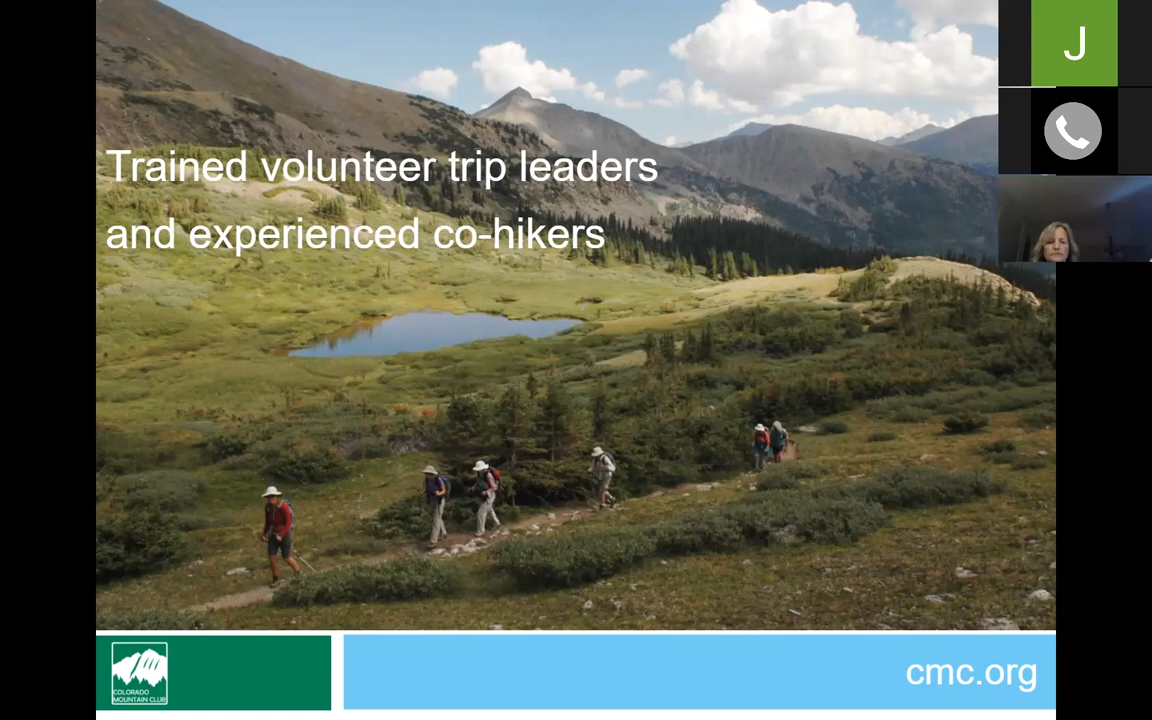 Trained volunteer trip leaders
and experienced co-hikers
J
COLORADO
MOUNTAIN CLUB
cmc.org